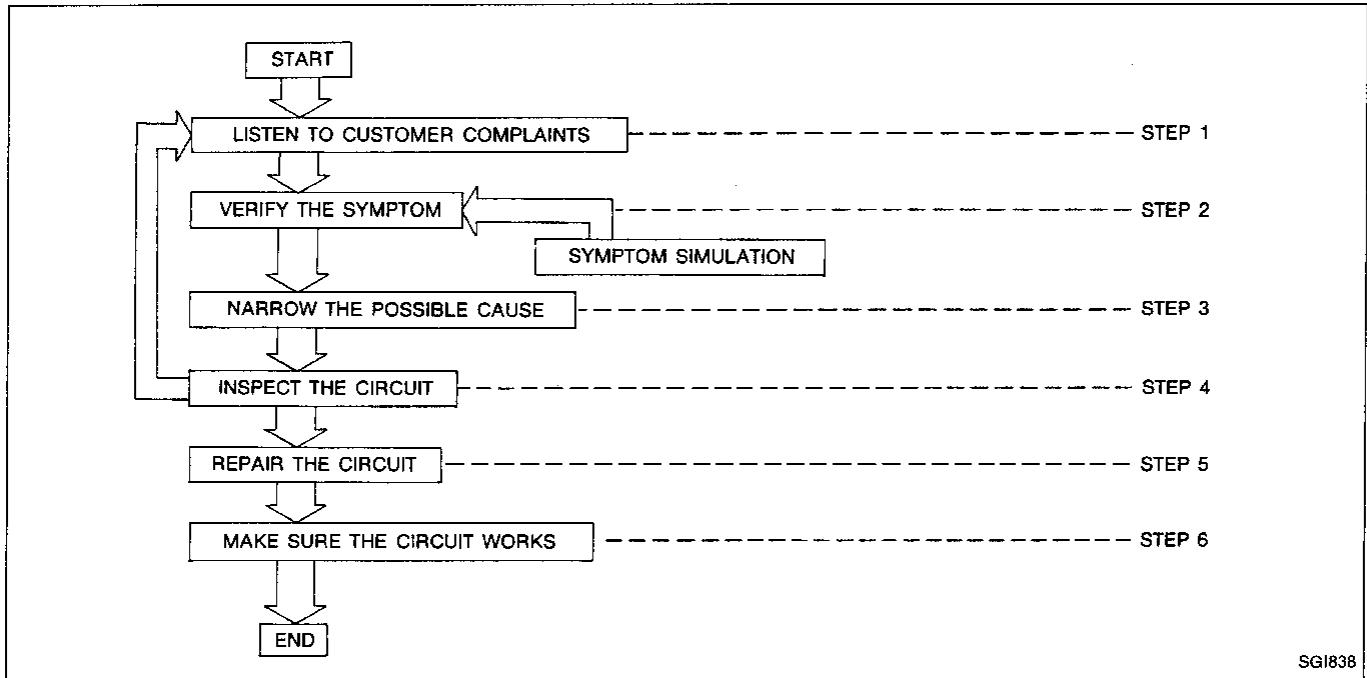 START
LISTEN TO CUSTOMER COMPLAINTS STEP 1
VERIFY THE SYMPTOM STEP 2
SYMPTOM SIMULATION
NARROW THE POSSIBLE CAUSE STEP 3
INSPECT THE CIRCUIT STEP 4
REPAIR THE CIRCUIT STEP 5
MAKE SURE THE CIRCUIT WORKS STEP 6
END
SGI838